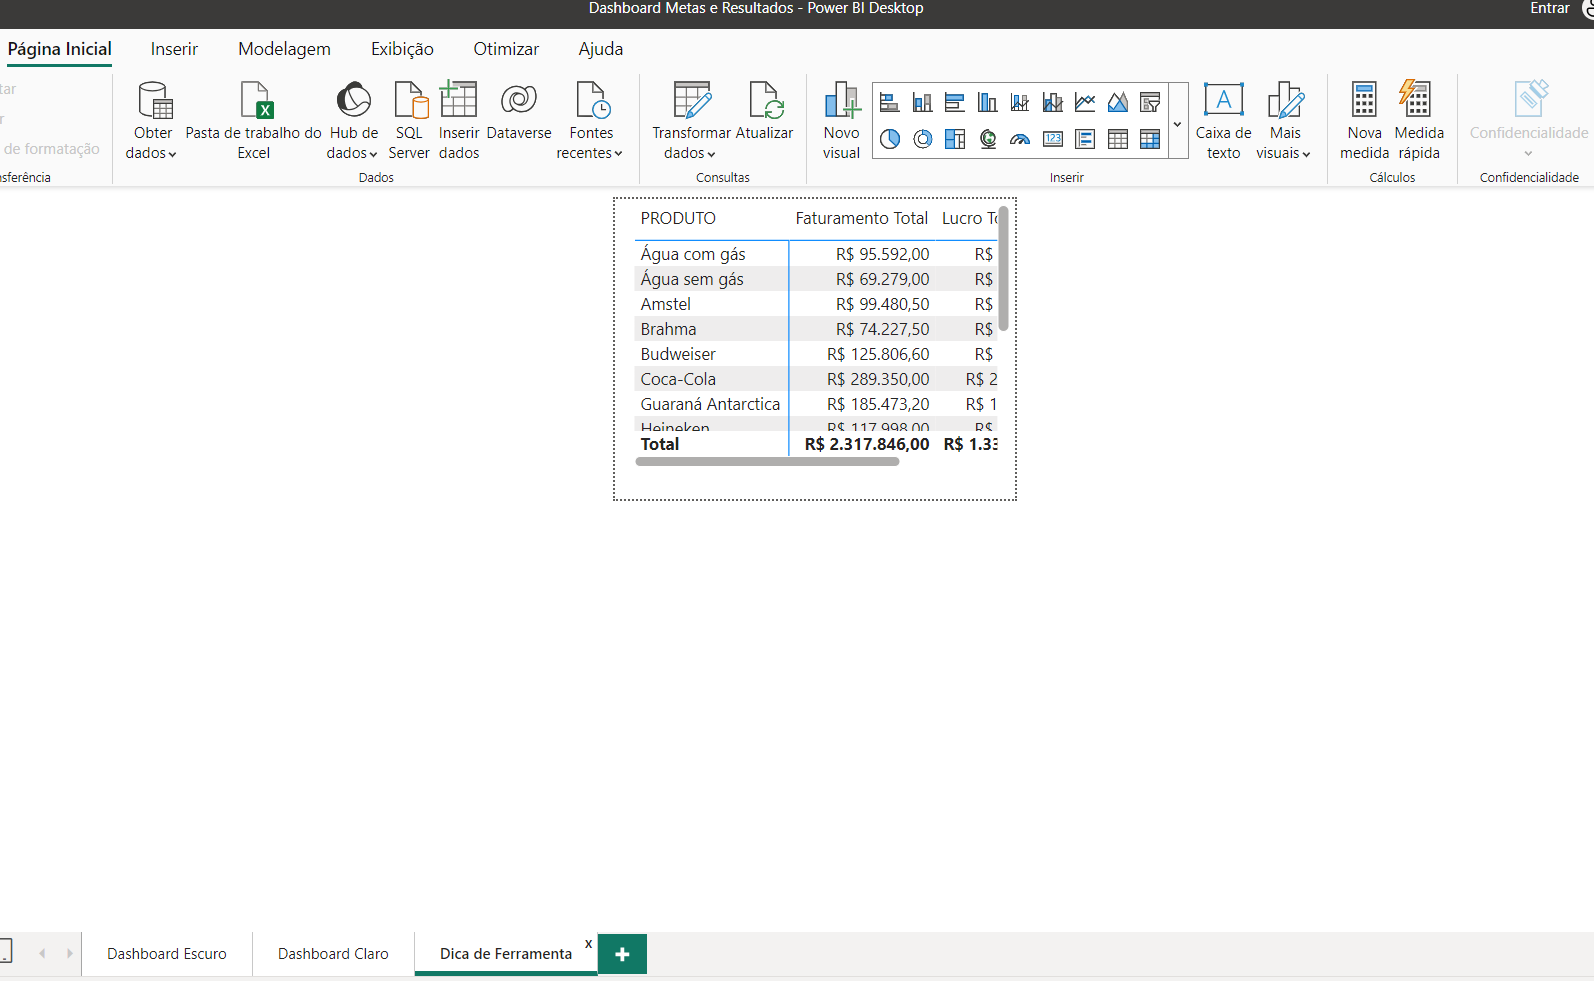 Dashboard Metas e Resultados - Power BI Desktop
Entrar
Página Inicial Inserir Modelagem Exibição Otimizar Ajuda
de formatação
Obter dados
Pasta de trabalho do Excel
Hub de dados
SQL Server
Inserir dados
Dataverse
Fontes recentes
Dados
Transformar dados
Atualizar
Consultas
Novo visual
123
Inserir
A
Caixa de texto
Mais visuais
Nova medida
Medida rápida
Cálculos
Confidencialidade
Confidencialidade
PRODUTO Faturamento Total Lucro To
Água com gás R$ 95.592,00 R$
Água sem gás R$ 69.279,00 R$
Amstel R$ 99.480,50 R$
Brahma R$ 74.227,50 R$
Budweiser R$ 125.806,60 R$
Coca-Cola R$ 289.350,00 R$ 2
Guaraná Antarctica R$ 185.473,20 R$ 1
Heineken R$ 117.998,00 R$
Total R$ 2.317.846,00 R$ 1.33
Dashboard Escuro Dashboard Claro Dica de Ferramenta x +